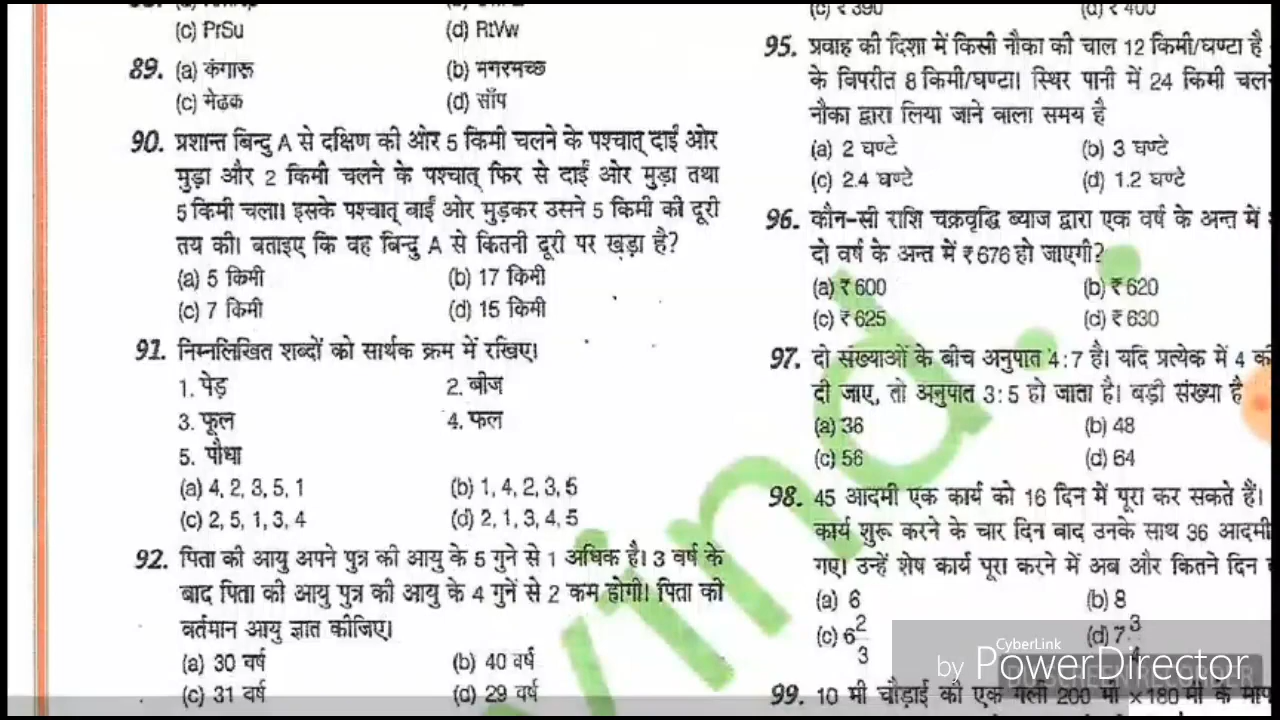 (c) PrSu (d) RtVw
89. (a) कंगारू (b) मगरमच्छ
(c) मेढक (d) साँप
90. प्रशान्त बिन्दु A से दक्षिण की ओर 5 किमी चलने के पश्चात् दाईं ओर
मुड़ा और 2 किमी चलने के पश्चात् फिर से दाईं ओर मुड़ा तथा
5 किमी चला। इसके पश्चात् बाईं ओर मुड़कर उसने 5 किमी की दूरी
तय की। बताइए कि वह बिन्दु A से कितनी दूरी पर खड़ा है?
(a) 5 किमी (b) 17 किमी
(c) 7 किमी (d) 15 किमी
91. निम्नलिखित शब्दों को सार्थक क्रम में रखिए।
1. पेड़ 2. बीज
3. फूल 4. फल
5. पौधा
(a) 4, 2, 3, 5, 1 (b) 1, 4, 2, 3, 5
(c) 2, 5, 1, 3, 4 (d) 2, 1, 3, 4, 5
92. पिता की आयु अपने पुत्र की आयु के 5 गुने से 1 अधिक है। 3 वर्ष के
बाद पिता की आयु पुत्र की आयु के 4 गुनें से 2 कम होगी। पिता की
वर्तमान आयु ज्ञात कीजिए।
(a) 30 वर्ष (b) 40 वर्ष
(c) 31 वर्ष (d) 29 वर्ष
(c) ₹ 390 (d) ₹ 400
95. प्रवाह की दिशा में किसी नौका की चाल 12 किमी/घण्टा है
के विपरीत 8 किमी/घण्टा। स्थिर पानी में 24 किमी
नौका द्वारा लिया जाने वाला समय है
(a) 2 घण्टे (b) 3 घण्टे
(c) 2.4 घण्टे (d) 1.2 घण्टे
96. कौन-सी राशि चक्रवृद्धि ब्याज द्वारा एक वर्ष के अन्त में
दो वर्ष के अन्त में ₹ 676 हो जाएगी?
(a) ₹ 600 (b) ₹ 620
(c) ₹ 625 (d) ₹ 630
97. दो संख्याओं के बीच अनुपात 4 : 7 है। यदि प्रत्येक में 4 की
दी जाए, तो अनुपात 3 : 5 हो जाता है। बड़ी संख्या है
(a) 36 (b) 48
(c) 56 (d) 64
98. 45 आदमी एक कार्य को 16 दिन में पूरा कर सकते हैं।
कार्य शुरू करने के चार दिन बाद उनके साथ 36 आदमी
गए। उन्हें शेष कार्य पूरा करने में अब और कितने दिन
(a) 6 (b) 8
(c) 6 2/3 (d) 7
99. 10 मी चौड़ाई की एक गली 200 मी × 180 मी के माप
vind.
CyberLink
by PowerDirector